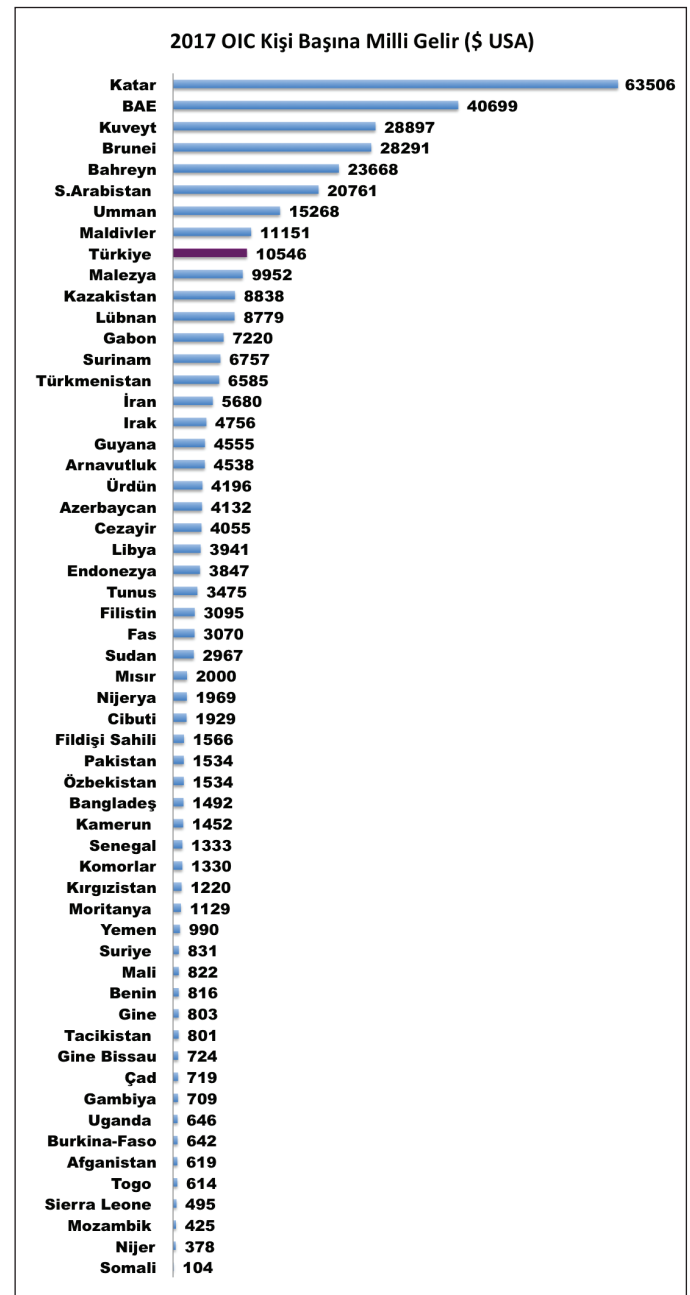 2017 OIC Kişi Başına Milli Gelir ($ USA)
Katar 63506
BAE 40699
Kuveyt 28897
Brunei 28291
Bahreyn 23668
S.Arabistan 20761
Umman 15268
Maldivler 11151
Türkiye 10546
Malezya 9952
Kazakistan 8838
Lübnan 8779
Gabon 7220
Surinam 6757
Türkmenistan 6585
İran 5680
Irak 4756
Guyana 4555
Arnavutluk 4538
Ürdün 4196
Azerbaycan 4132
Cezayir 4055
Libya 3941
Endonezya 3847
Tunus 3475
Filistin 3095
Fas 3070
Sudan 2967
Mısır 2000
Nijerya 1969
Cibuti 1929
Fildişi Sahili 1566
Pakistan 1534
Özbekistan 1534
Bangladeş 1492
Kamerun 1452
Senegal 1333
Komorlar 1330
Kırgızistan 1220
Moritanya 1129
Yemen 990
Suriye 831
Mali 822
Benin 816
Gine 803
Tacikistan 801
Gine Bissau 724
Çad 719
Gambiya 709
Uganda 646
Burkina-Faso 642
Afganistan 619
Togo 614
Sierra Leone 495
Mozambik 425
Nijer 378
Somali 104